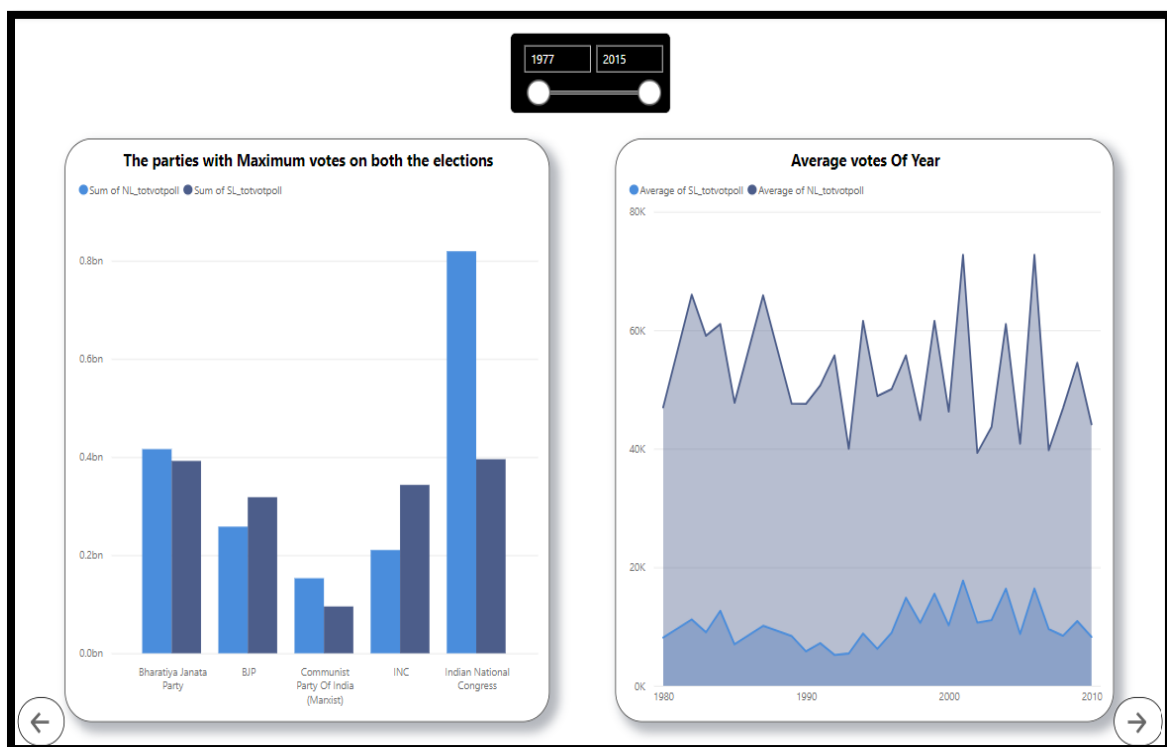 1977 2015
The parties with Maximum votes on both the elections
Sum of NL_totvotpoll Sum of SL_totvotpoll
0.8bn
0.6bn
0.4bn
0.2bn
0.0bn
Bharatiya Janata
Party
BJP
Communist
Party Of India
(Marxist)
INC
Indian National
Congress
Average votes Of Year
Average of SL_totvotpoll Average of NL_totvotpoll
80K
60K
40K
20K
0K
1980 1990 2000 2010